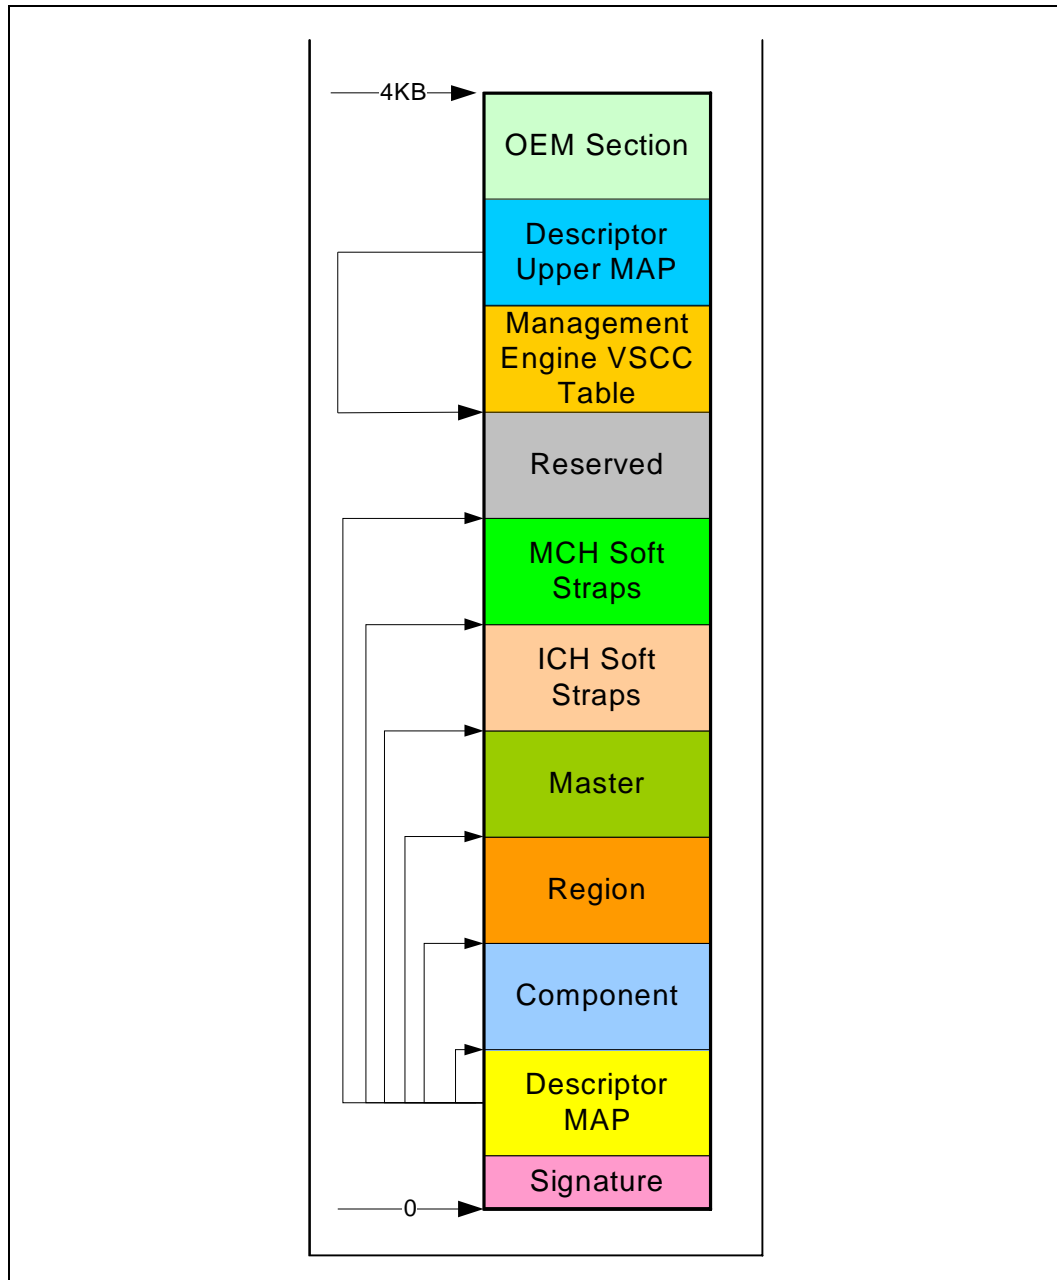 4KB
OEM Section
Descriptor
Upper MAP
Management
Engine VSCC
Table
Reserved
MCH Soft
Straps
ICH Soft
Straps
Master
Region
Component
Descriptor
MAP
Signature
0